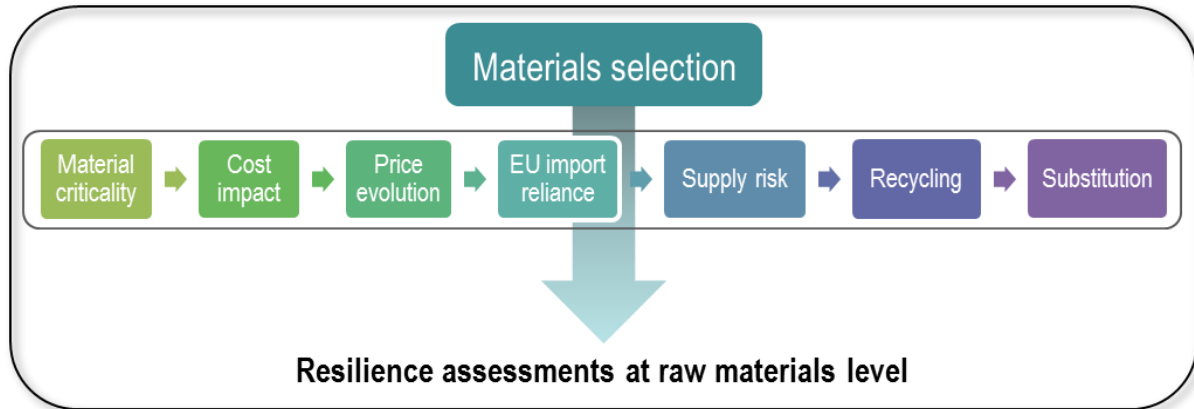 Materials selection
Material
criticality
Cost
impact
Price
evolution
EU import
reliance
Supply risk
Recycling
Substitution
Resilience assessments at raw materials level